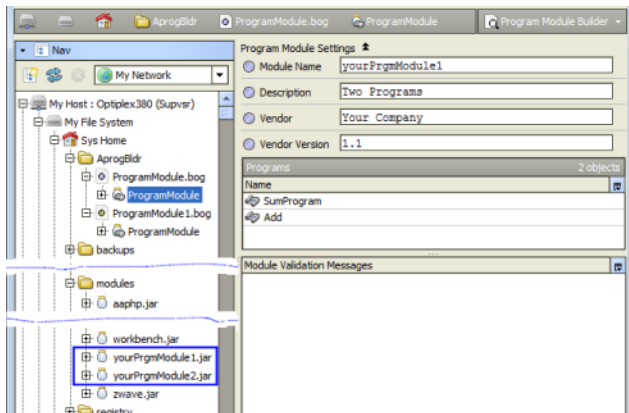 AprogBldr
ProgramModule.bog
ProgramModule
Program Module Builder
Nav
My Network
My Host : Optiplex380 (Supvsr)
My File System
Sys Home
AprogBldr
ProgramModule.bog
ProgramModule
ProgramModule1.bog
ProgramModule
backups
modules
aaphp.jar
workbench.jar
yourPrgmModule1.jar
yourPrgmModule2.jar
zwave.jar
registry
Program Module Settings
Module Name yourPrgmModule1
Description Two Programs
Vendor Your Company
Vendor Version 1.1
Programs 2 objects
Name
SumProgram
Add
Module Validation Messages